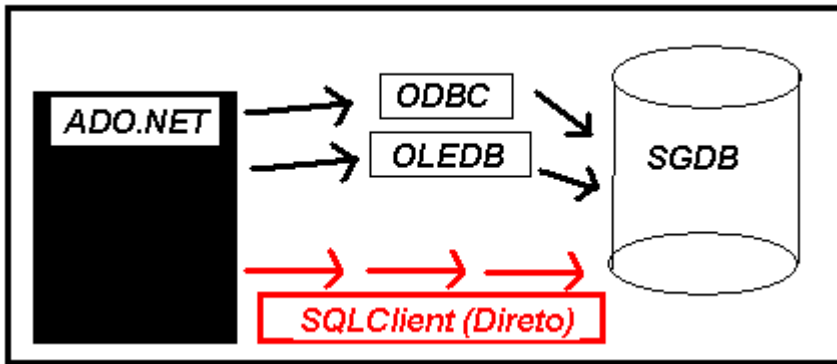 ADO.NET
ODBC
OLEDB
SGDB
SQLClient (Direto)